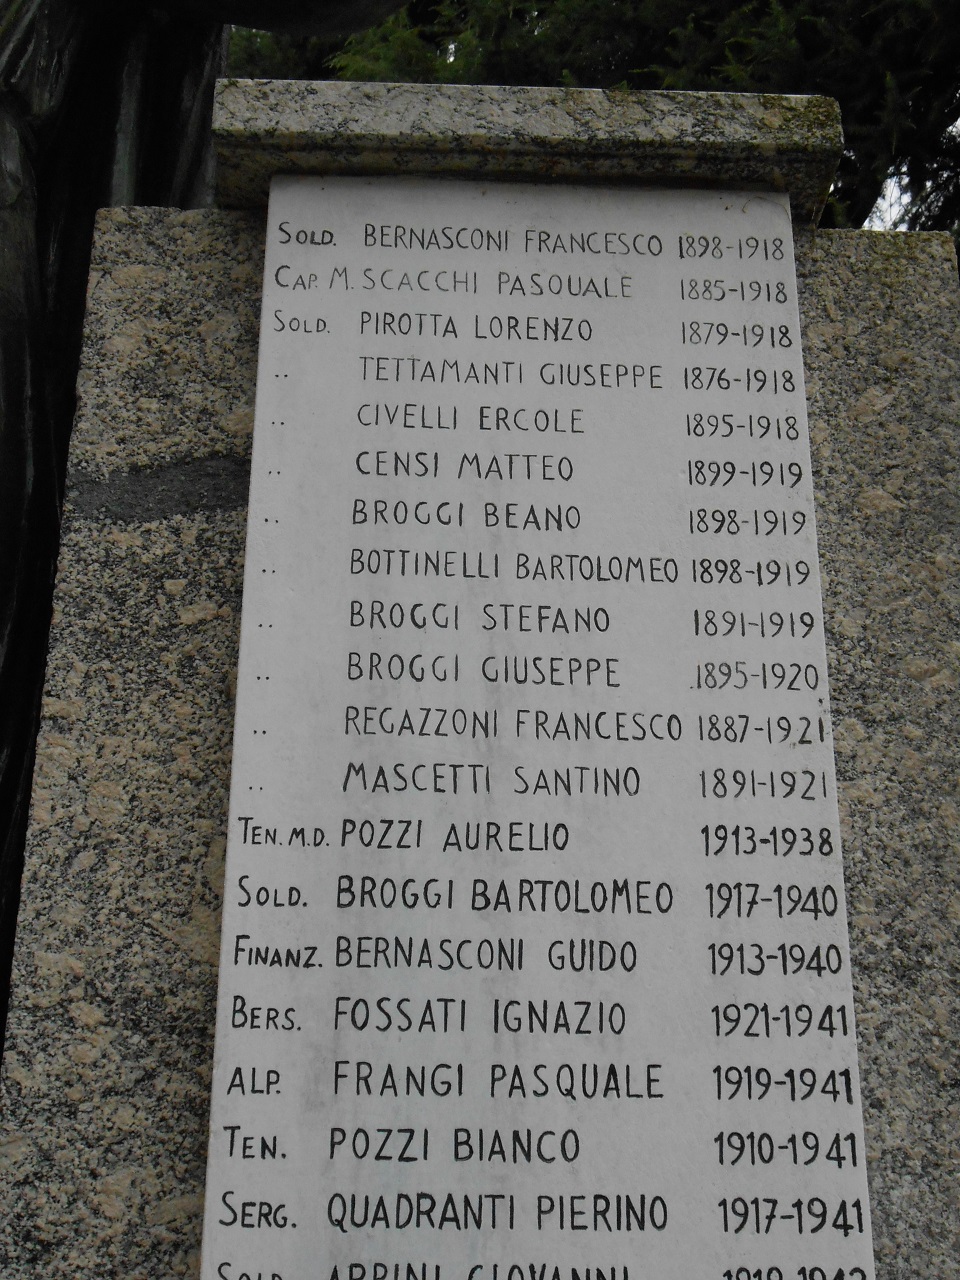 SOLD. BERNASCONI FRANCESCO 1898-1918
CAP. M. SCACCHI PASQUALE 1885-1918
SOLD. PIROTTA LORENZO 1879-1918
.. TETTAMANTI GIUSEPPE 1876-1918
.. CIVELLI ERCOLE 1895-1918
.. CENSI MATTEO 1899-1919
.. BROGGI BEANO 1898-1919
.. BOTTINELLI BARTOLOMEO 1898-1919
.. BROGGI STEFANO 1891-1919
.. BROGGI GIUSEPPE 1895-1920
.. REGAZZONI FRANCESCO 1887-1921
.. MASCETTI SANTINO 1891-1921
TEN. M.D. POZZI AURELIO 1913-1938
SOLD. BROGGI BARTOLOMEO 1917-1940
FINANZ. BERNASCONI GUIDO 1913-1940
BERS. FOSSATI IGNAZIO 1921-1941
ALP. FRANGI PASQUALE 1919-1941
TEN. POZZI BIANCO 1910-1941
SERG. QUADRANTI PIERINO 1917-1941
SOLD. GIOVANNI